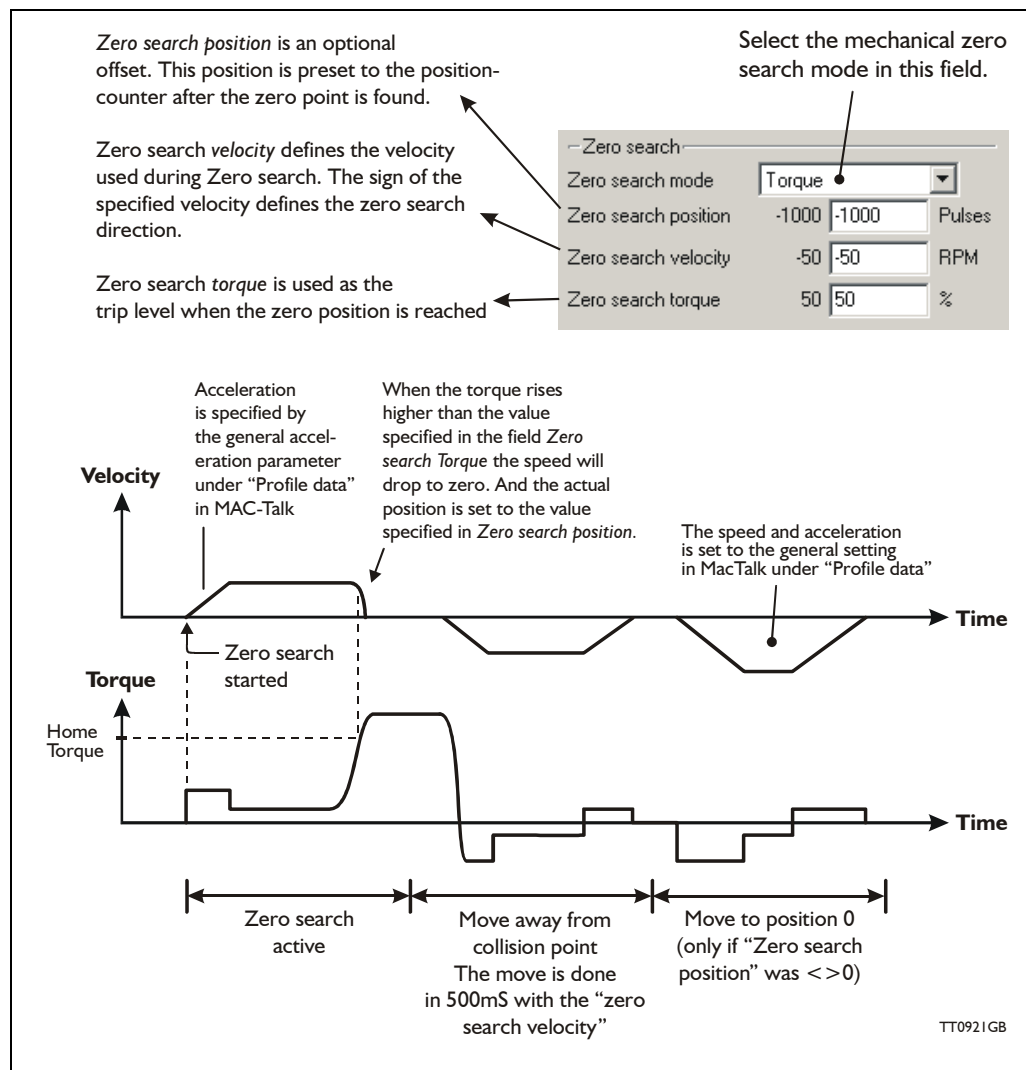 Zero search position is an optional
offset. This position is preset to the position-
counter after the zero point is found.
Select the mechanical zero
search mode in this field.
Zero search velocity defines the velocity
used during Zero search. The sign of the
specified velocity defines the zero search
direction.
Zero search torque is used as the
trip level when the zero position is reached
Zero search
Zero search mode Torque
Zero search position -1000 -1000 Pulses
Zero search velocity -50 -50 RPM
Zero search torque 50 50 %
Acceleration
is specified by
the general accel-
eration parameter
under “Profile data”
in MAC-Talk
When the torque rises
higher than the value
specified in the field Zero
search Torque the speed will
drop to zero. And the actual
position is set to the value
specified in Zero search position.
The speed and acceleration
is set to the general setting
in MacTalk under “Profile data”
Velocity
Time
Zero search
started
Torque
Home
Torque
Time
Zero search
active
Move away from
collision point
The move is done
in 500mS with the “zero
search velocity”
Move to position 0
(only if “Zero search
position” was <>0)
TT0921GB